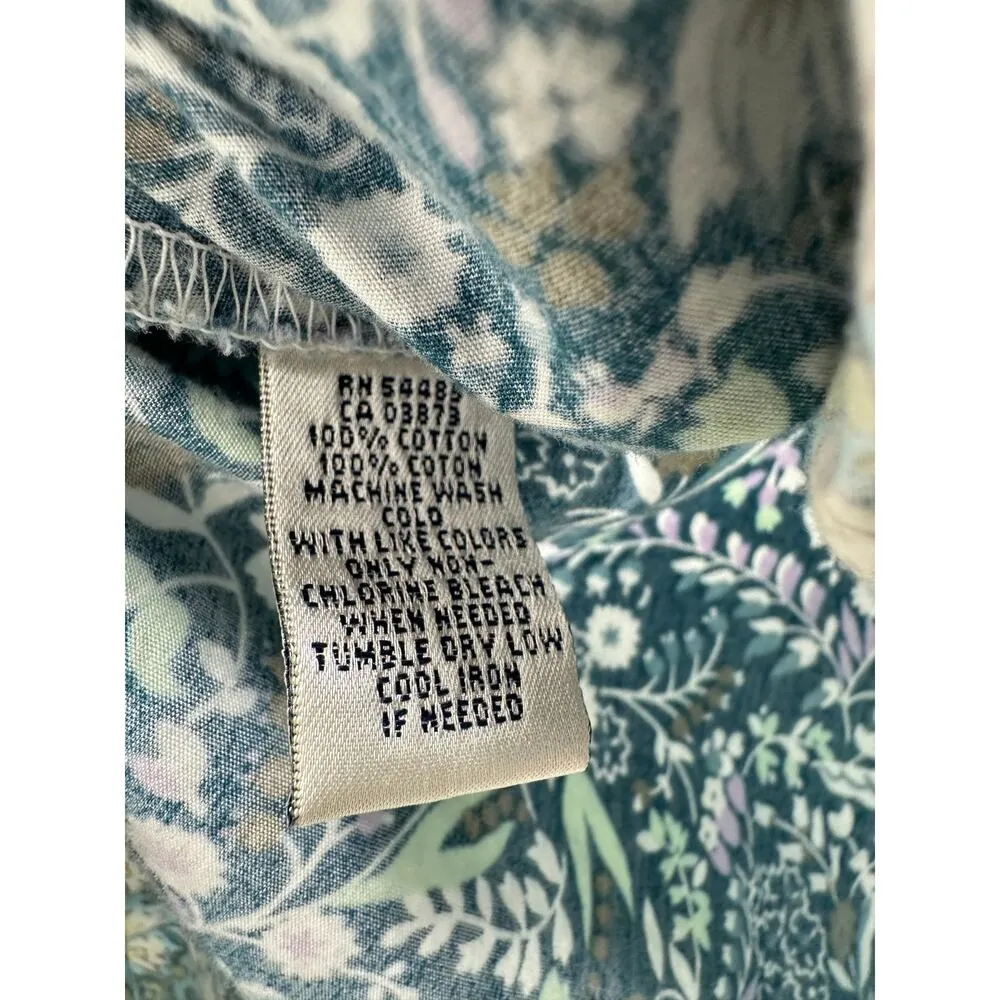 RN 54485
CA 03873
100% COTTON
100% COTON
MACHINE WASH
COLD
WITH LIKE COLORS
ONLY NON-
CHLORINE BLEACH
WHEN NEEDED
TUMBLE DRY LOW
COOL IRON
IF NEEDED